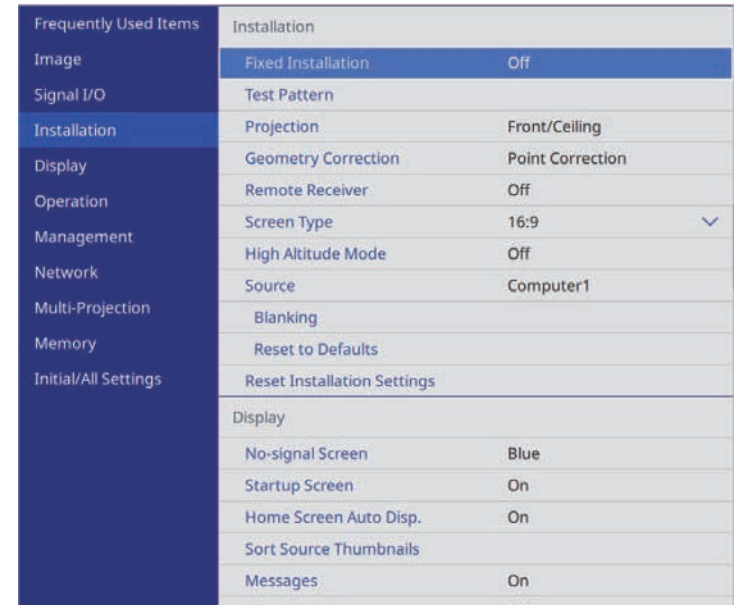 Frequently Used Items
Image
Signal I/O
Installation
Display
Operation
Management
Network
Multi-Projection
Memory
Initial/All Settings
Installation
Fixed Installation Off
Test Pattern
Projection Front/Ceiling
Geometry Correction Point Correction
Remote Receiver Off
Screen Type 16:9
High Altitude Mode Off
Source Computer1
Blanking
Reset to Defaults
Reset Installation Settings
Display
No-signal Screen Blue
Startup Screen On
Home Screen Auto Disp. On
Sort Source Thumbnails
Messages On